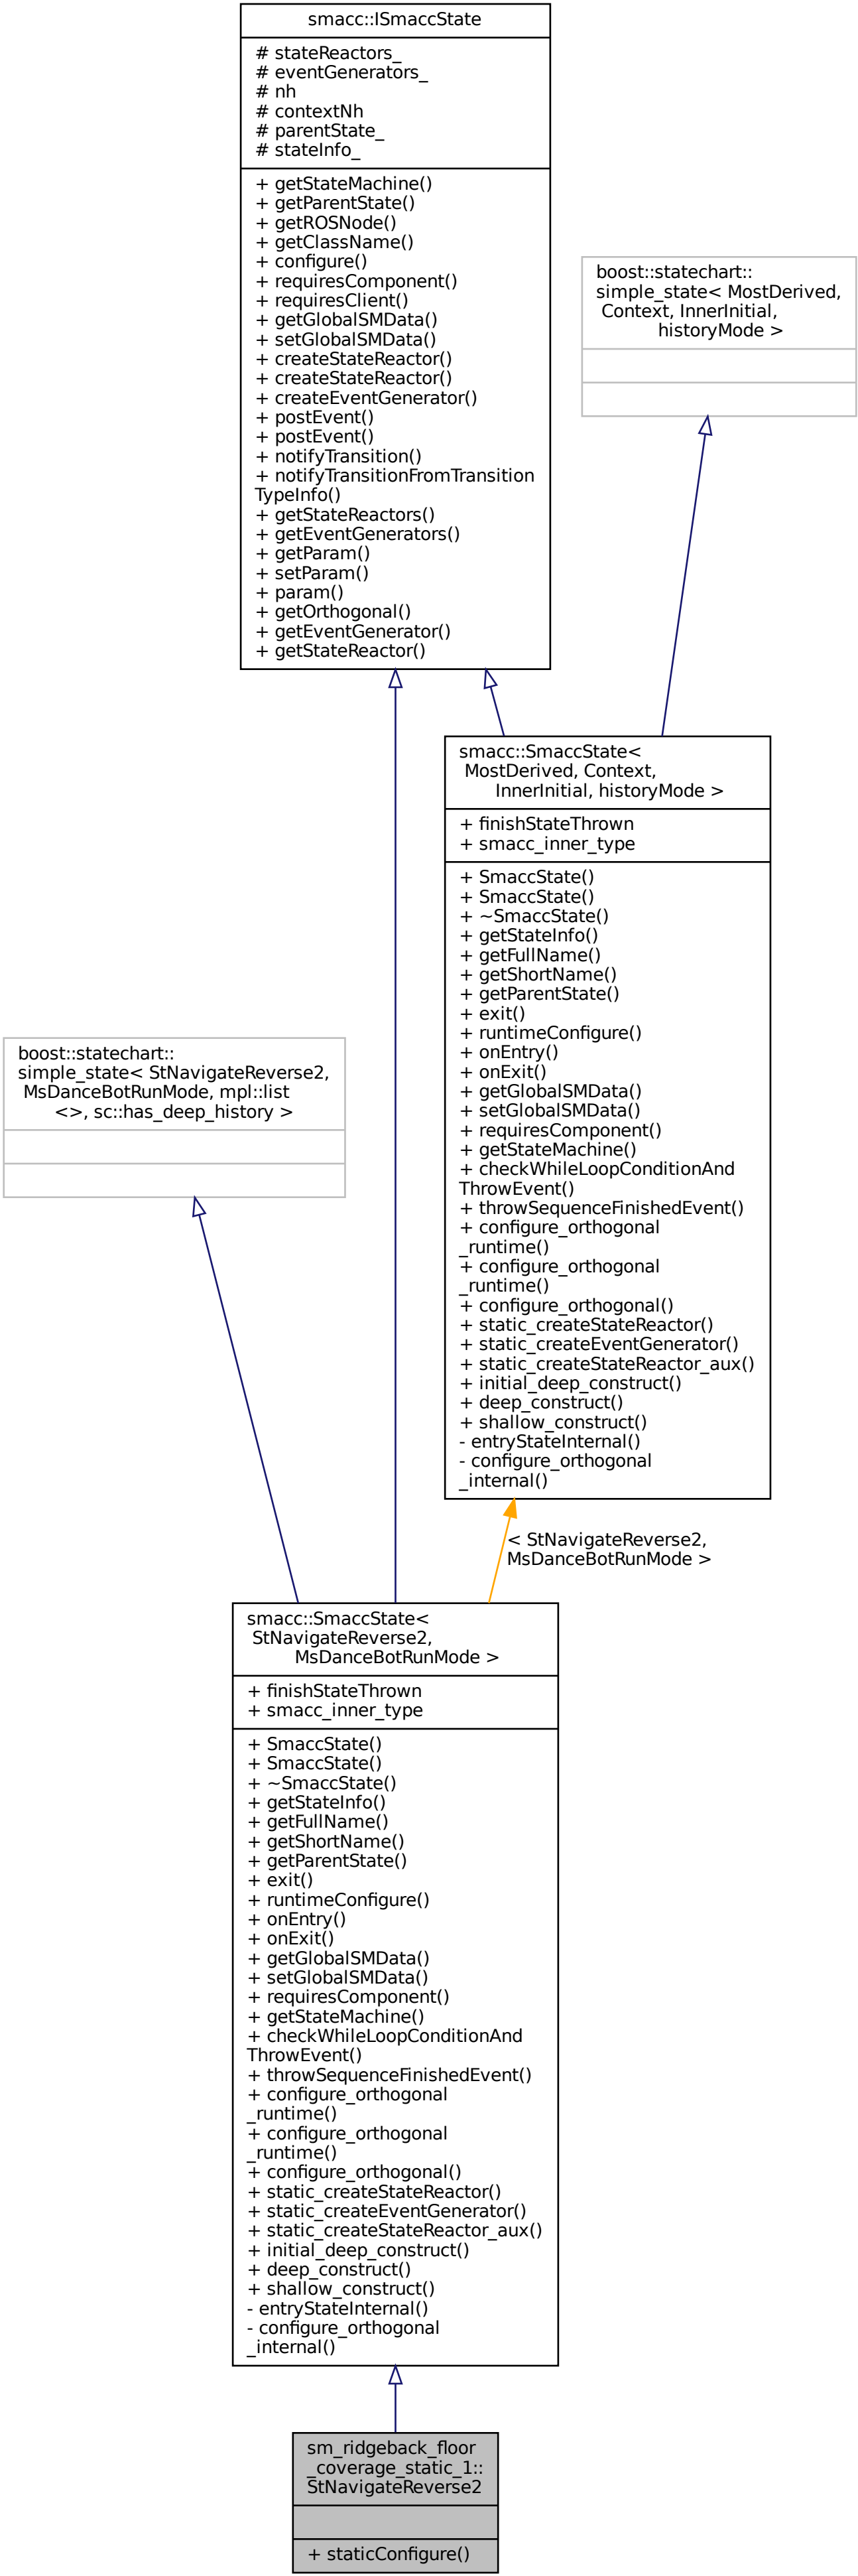 smacc::ISmaccState
# stateReactors_
# eventGenerators_
# nh
# contextNh
# parentState_
# stateInfo_
+ getStateMachine()
+ getParentState()
+ getROSNode()
+ getClassName()
+ configure()
+ requiresComponent()
+ requiresClient()
+ getGlobalSMData()
+ setGlobalSMData()
+ createStateReactor()
+ createStateReactor()
+ createEventGenerator()
+ postEvent()
+ postEvent()
+ notifyTransition()
+ notifyTransitionFromTransition
TypeInfo()
+ getStateReactors()
+ getEventGenerators()
+ getParam()
+ setParam()
+ param()
+ getOrthogonal()
+ getEventGenerator()
+ getStateReactor()
boost::statechart::
simple_state< MostDerived,
Context, InnerInitial,
historyMode >
smacc::SmaccState<
MostDerived, Context,
InnerInitial, historyMode >
+ finishStateThrown
+ smacc_inner_type
+ SmaccState()
+ SmaccState()
+ ~SmaccState()
+ getStateInfo()
+ getFullName()
+ getShortName()
+ getParentState()
+ exit()
+ runtimeConfigure()
+ onEntry()
+ onExit()
+ getGlobalSMData()
+ setGlobalSMData()
+ requiresComponent()
+ getStateMachine()
+ checkWhileLoopConditionAnd
ThrowEvent()
+ throwSequenceFinishedEvent()
+ configure_orthogonal
_runtime()
+ configure_orthogonal
_runtime()
+ configure_orthogonal()
+ static_createStateReactor()
+ static_createEventGenerator()
+ static_createStateReactor_aux()
+ initial_deep_construct()
+ deep_construct()
+ shallow_construct()
- entryStateInternal()
- configure_orthogonal
_internal()
boost::statechart::
simple_state< StNavigateReverse2,
MsDanceBotRunMode, mpl::list
<>, sc::has_deep_history >
< StNavigateReverse2,
MsDanceBotRunMode >
smacc::SmaccState<
StNavigateReverse2,
MsDanceBotRunMode >
+ finishStateThrown
+ smacc_inner_type
+ SmaccState()
+ SmaccState()
+ ~SmaccState()
+ getStateInfo()
+ getFullName()
+ getShortName()
+ getParentState()
+ exit()
+ runtimeConfigure()
+ onEntry()
+ onExit()
+ getGlobalSMData()
+ setGlobalSMData()
+ requiresComponent()
+ getStateMachine()
+ checkWhileLoopConditionAnd
ThrowEvent()
+ throwSequenceFinishedEvent()
+ configure_orthogonal
_runtime()
+ configure_orthogonal
_runtime()
+ configure_orthogonal()
+ static_createStateReactor()
+ static_createEventGenerator()
+ static_createStateReactor_aux()
+ initial_deep_construct()
+ deep_construct()
+ shallow_construct()
- entryStateInternal()
- configure_orthogonal
_internal()
sm_ridgeback_floor
_coverage_static_1::
StNavigateReverse2
+ staticConfigure()